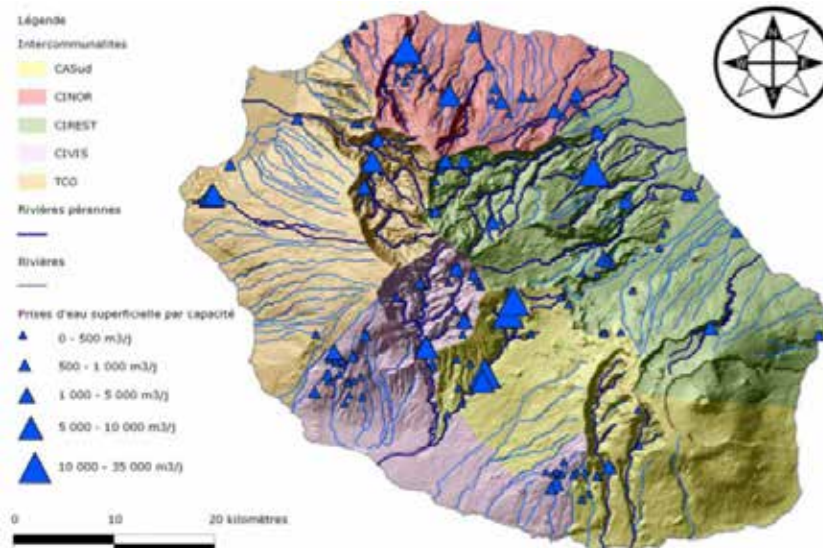 Légende
Intercommunalites
CASud
CINOR
CIREST
CIVIS
TCO
Rivières pérennes
Rivières
Prises d'eau superficielle par capacité
0 - 500 m3/j
500 - 1 000 m3/j
1 000 - 5 000 m3/j
5 000 - 10 000 m3/j
10 000 - 35 000 m3/j
0 10 20 kilomètres
N
S